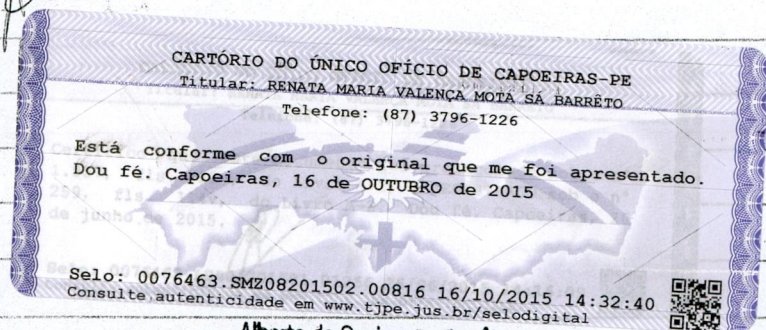 CARTÓRIO DO ÚNICO OFÍCIO DE CAPOEIRAS-PE
Titular: RENATA MARIA VALENÇA MOTA SÁ BARRÊTO
Telefone: (87) 3796-1226
Está conforme com o original que me foi apresentado.
Dou fé. Capoeiras, 16 de OUTUBRO de 2015
Selo: 0076463.SMZ08201502.00816 16/10/2015 14:32:40
Consulte autenticidade em www.tjpe.jus.br/selodigital